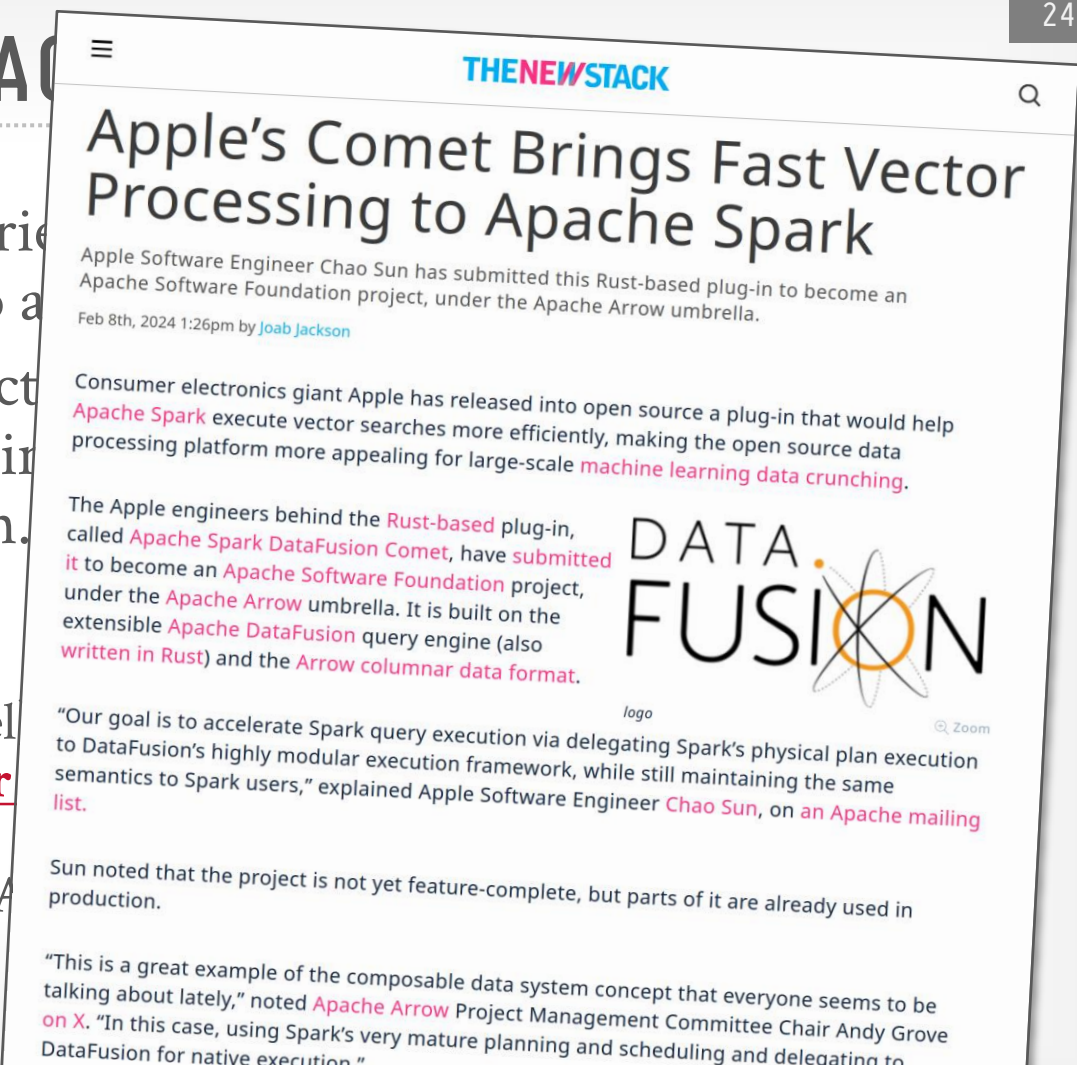 24
THENEWSTACK
Apple’s Comet Brings Fast Vector
Processing to Apache Spark
Apple Software Engineer Chao Sun has submitted this Rust-based plug-in to become an
Apache Software Foundation project, under the Apache Arrow umbrella.
Feb 8th, 2024 1:26pm by Joab Jackson
Consumer electronics giant Apple has released into open source a plug-in that would help
Apache Spark execute vector searches more efficiently, making the open source data
processing platform more appealing for large-scale machine learning data crunching.
The Apple engineers behind the Rust-based plug-in,
called Apache Spark DataFusion Comet, have submitted
it to become an Apache Software Foundation project,
under the Apache Arrow umbrella. It is built on the
extensible Apache DataFusion query engine (also
written in Rust) and the Arrow columnar data format.
DATA
FUSION
logo
Zoom
“Our goal is to accelerate Spark query execution via delegating Spark’s physical plan execution
to DataFusion’s highly modular execution framework, while still maintaining the same
semantics to Spark users,” explained Apple Software Engineer Chao Sun, on an Apache mailing
list.
Sun noted that the project is not yet feature-complete, but parts of it are already used in
production.
“This is a great example of the composable data system concept that everyone seems to be
talking about lately,” noted Apache Arrow Project Management Committee Chair Andy Grove
on X. “In this case, using Spark’s very mature planning and scheduling and delegating to
DataFusion for native execution.”